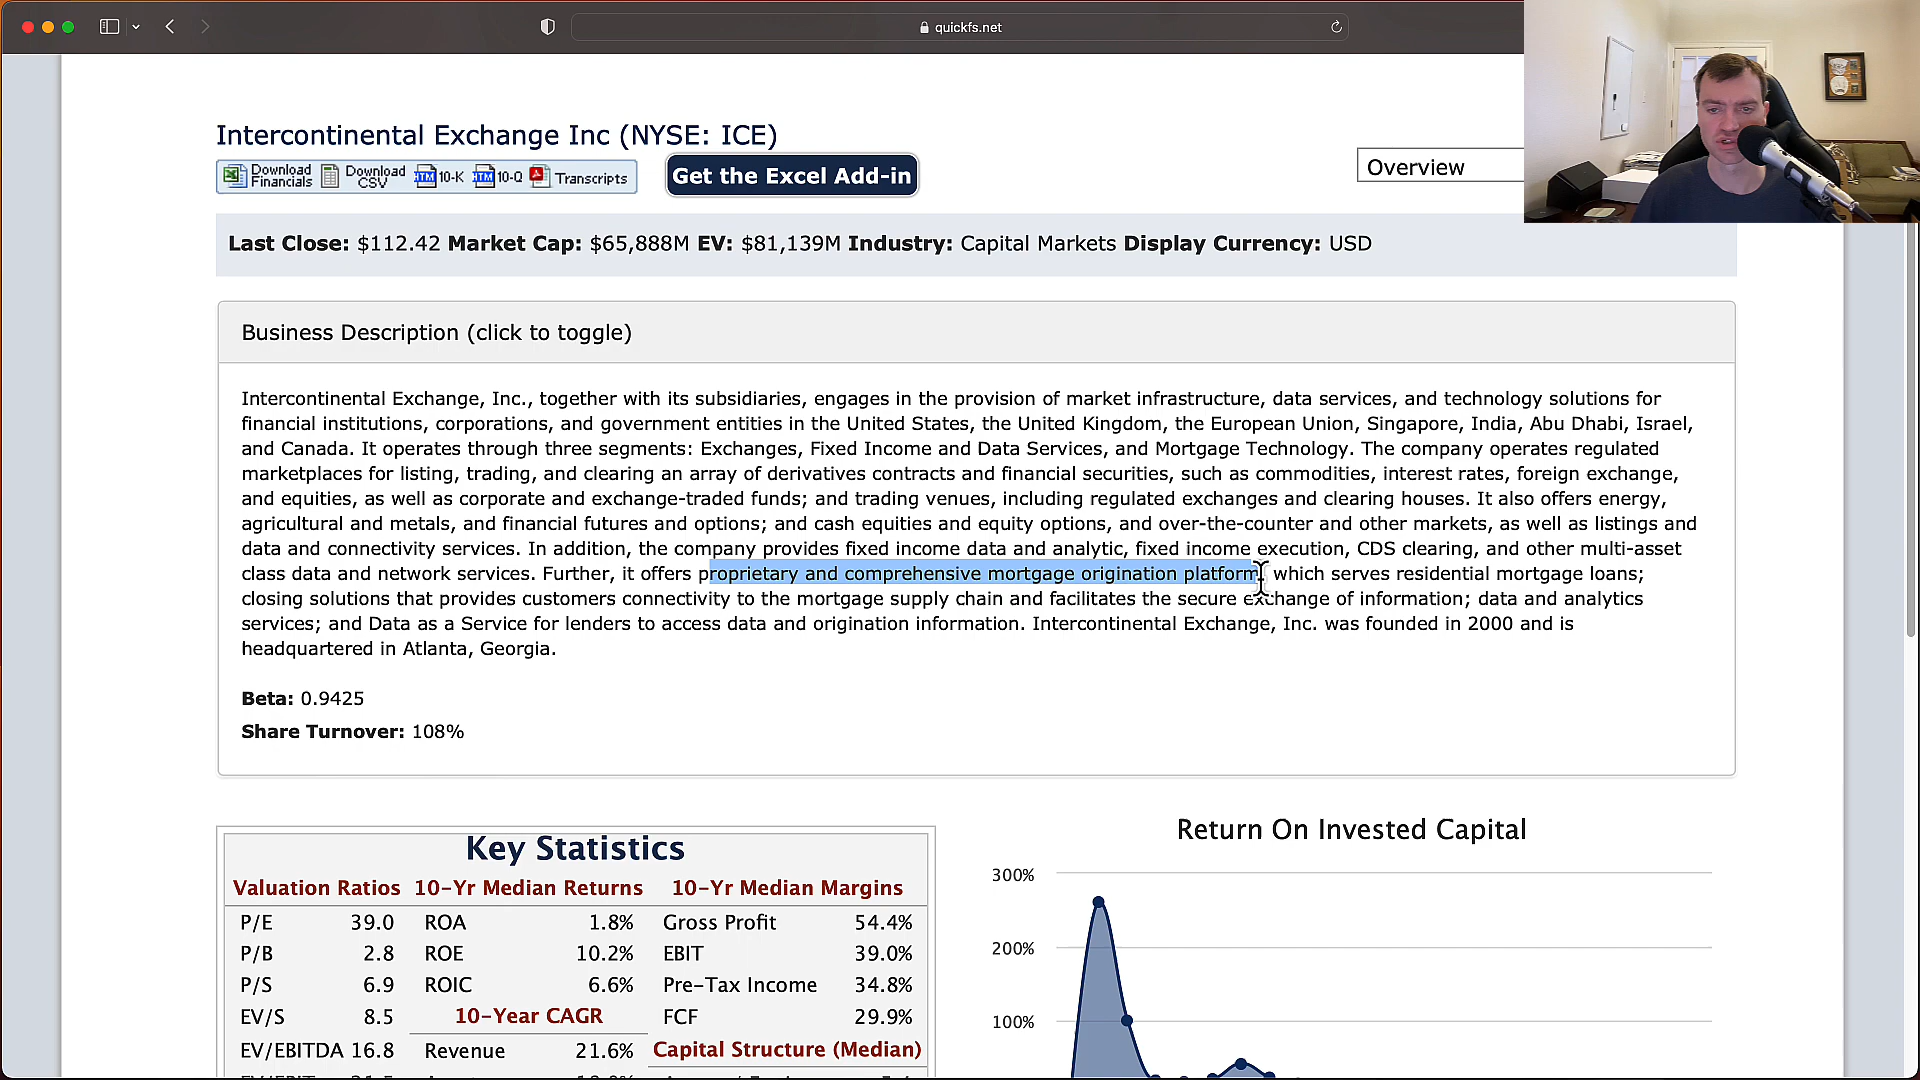 quickfs.net
Intercontinental Exchange Inc (NYSE: ICE)
Download Financials Download CSV 10-K 10-Q Transcripts
Get the Excel Add-in
Overview
Last Close: $112.42 Market Cap: $65,888M EV: $81,139M Industry: Capital Markets Display Currency: USD
Business Description (click to toggle)
Intercontinental Exchange, Inc., together with its subsidiaries, engages in the provision of market infrastructure, data services, and technology solutions for
financial institutions, corporations, and government entities in the United States, the United Kingdom, the European Union, Singapore, India, Abu Dhabi, Israel,
and Canada. It operates through three segments: Exchanges, Fixed Income and Data Services, and Mortgage Technology. The company operates regulated
marketplaces for listing, trading, and clearing an array of derivatives contracts and financial securities, such as commodities, interest rates, foreign exchange,
and equities, as well as corporate and exchange-traded funds; and trading venues, including regulated exchanges and clearing houses. It also offers energy,
agricultural and metals, and financial futures and options; and cash equities and equity options, and over-the-counter and other markets, as well as listings and
data and connectivity services. In addition, the company provides fixed income data and analytic, fixed income execution, CDS clearing, and other multi-asset
class data and network services. Further, it offers proprietary and comprehensive mortgage origination platform, which serves residential mortgage loans;
closing solutions that provides customers connectivity to the mortgage supply chain and facilitates the secure exchange of information; data and analytics
services; and Data as a Service for lenders to access data and origination information. Intercontinental Exchange, Inc. was founded in 2000 and is
headquartered in Atlanta, Georgia.
Beta: 0.9425
Share Turnover: 108%
Key Statistics
Valuation Ratios 10-Yr Median Returns 10-Yr Median Margins
P/E 39.0 ROA 1.8% Gross Profit 54.4%
P/B 2.8 ROE 10.2% EBIT 39.0%
P/S 6.9 ROIC 6.6% Pre-Tax Income 34.8%
EV/S 8.5 10-Year CAGR FCF 29.9%
EV/EBITDA 16.8 Revenue 21.6% Capital Structure (Median)
Return On Invested Capital
300%
200%
100%